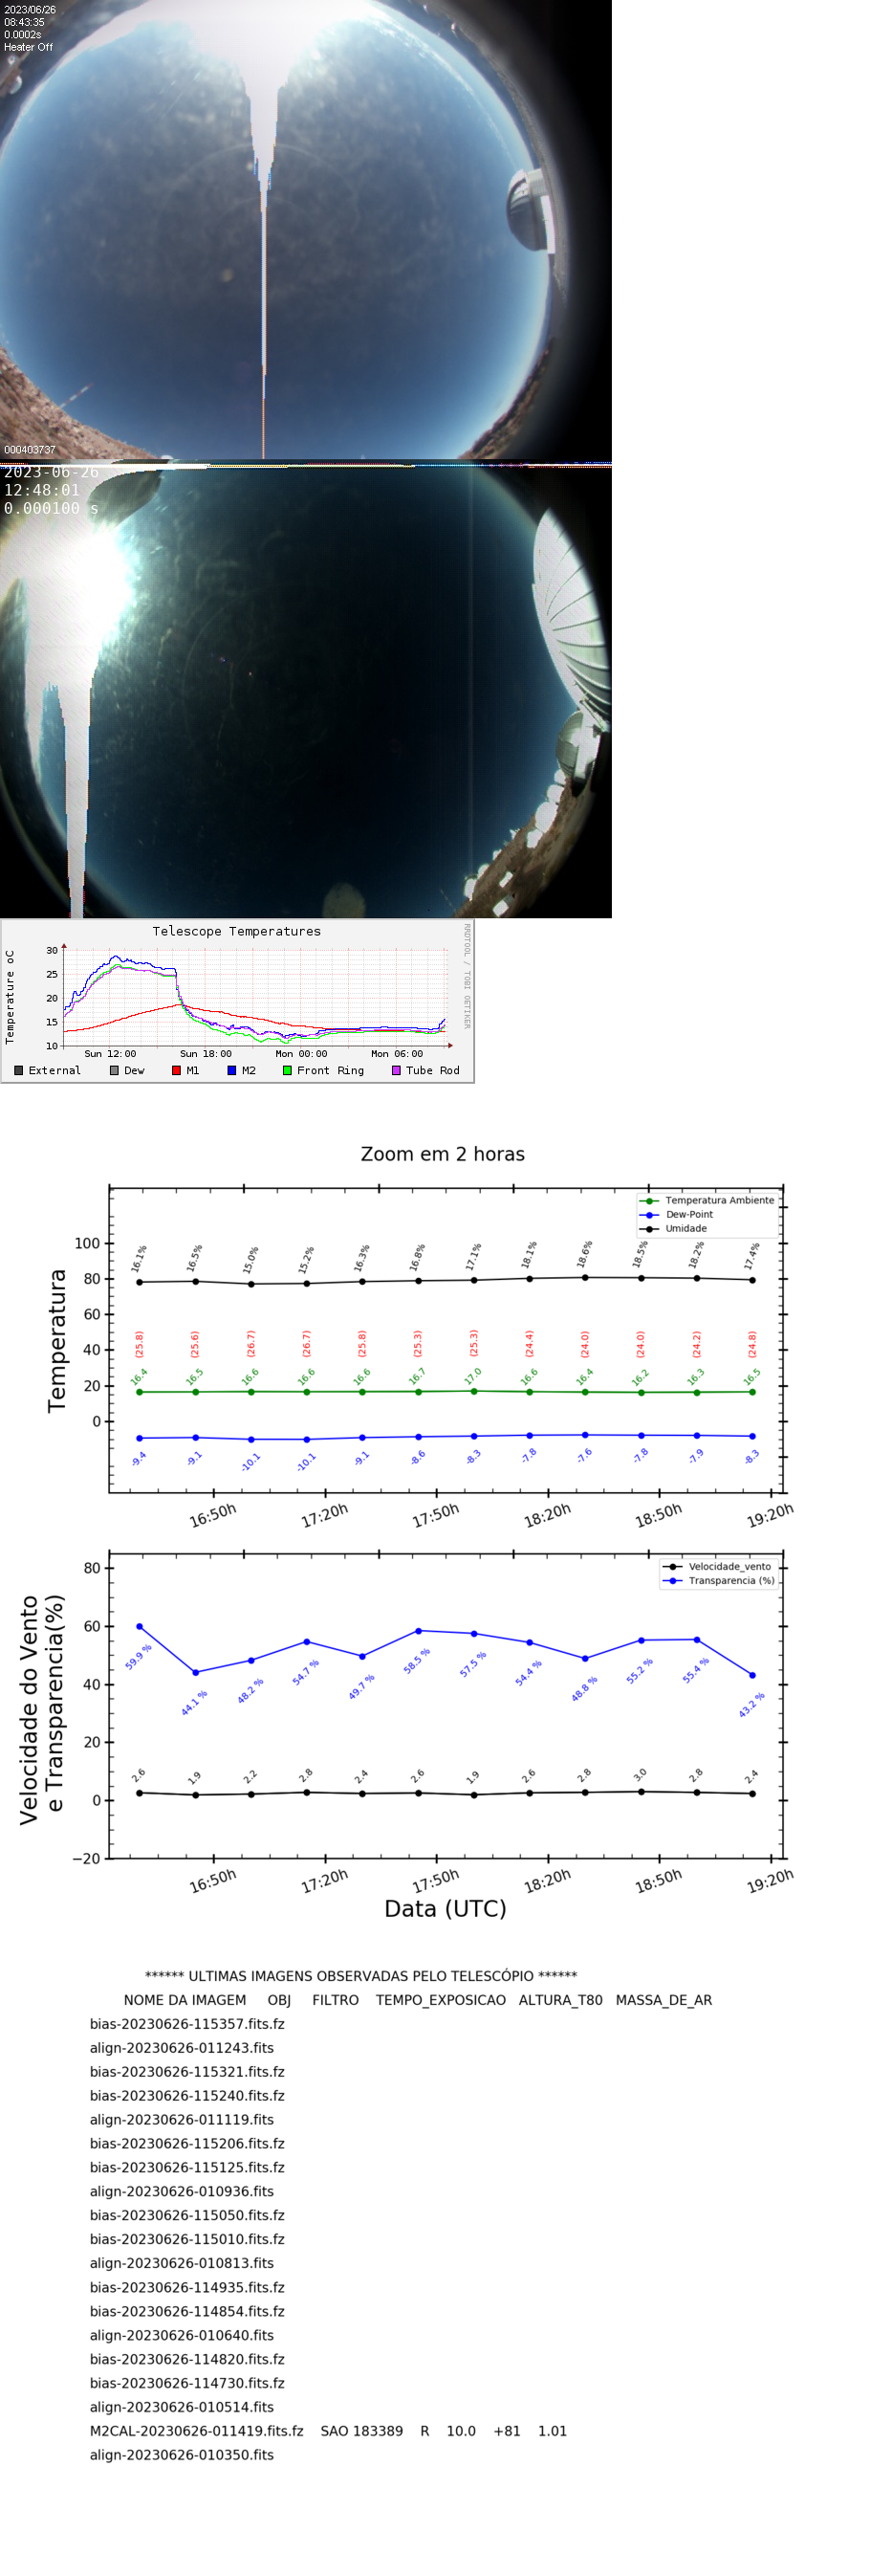 2023/06/26
08:43:35
0.0002s
Heater Off
000403737
2023-06-26
12:48:01
0.000100 s
Telescope Temperatures
RRDTOOL / TOBI OETIKER
Temperature oC
30
25
20
15
10
Sun 12:00 Sun 18:00 Mon 00:00 Mon 06:00
External Dew M1 M2 Front Ring Tube Rod
Zoom em 2 horas
Temperatura Ambiente
Dew-Point
Umidade
Temperatura
100
80
60
40
20
0
16.1% 16.5% 15.0% 15.2% 16.3% 16.8% 17.1% 18.1% 18.6% 18.5% 18.2% 17.4%
(25.8) (25.6) (26.7) (26.7) (25.8) (25.3) (25.3) (24.4) (24.0) (24.0) (24.2) (24.8)
16.4 16.5 16.6 16.6 16.6 16.7 17.0 16.6 16.4 16.2 16.3 16.5
-9.4 -9.1 -10.1 -10.1 -9.1 -8.6 -8.3 -7.8 -7.6 -7.8 -7.9 -8.3
16:50h 17:20h 17:50h 18:20h 18:50h 19:20h
Velocidade_vento
Transparencia (%)
Velocidade do Vento
e Transparencia(%)
80
60
40
20
0
−20
59.9 % 44.1 % 48.2 % 54.7 % 49.7 % 58.5 % 57.5 % 54.4 % 48.8 % 55.2 % 55.4 % 43.2 %
2.6 1.9 2.2 2.8 2.4 2.6 1.9 2.6 2.8 3.0 2.8 2.4
16:50h 17:20h 17:50h 18:20h 18:50h 19:20h
Data (UTC)
****** ULTIMAS IMAGENS OBSERVADAS PELO TELESCÓPIO ******
NOME DA IMAGEM OBJ FILTRO TEMPO_EXPOSICAO ALTURA_T80 MASSA_DE_AR
bias-20230626-115357.fits.fz
align-20230626-011243.fits
bias-20230626-115321.fits.fz
bias-20230626-115240.fits.fz
align-20230626-011119.fits
bias-20230626-115206.fits.fz
bias-20230626-115125.fits.fz
align-20230626-010936.fits
bias-20230626-115050.fits.fz
bias-20230626-115010.fits.fz
align-20230626-010813.fits
bias-20230626-114935.fits.fz
bias-20230626-114854.fits.fz
align-20230626-010640.fits
bias-20230626-114820.fits.fz
bias-20230626-114730.fits.fz
align-20230626-010514.fits
M2CAL-20230626-011419.fits.fz SAO 183389 R 10.0 +81 1.01
align-20230626-010350.fits